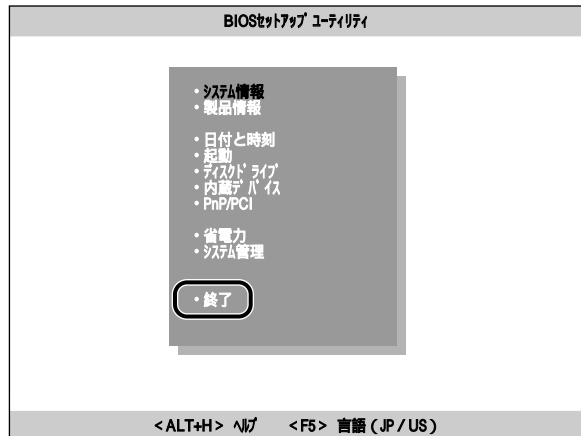 BIOSｾｯﾄｱｯﾌﾟ ﾕｰﾃｨﾘﾃｨ
・ｼｽﾃﾑ情報
・製品情報
・日付と時刻
・起動
・ﾃﾞｨｽｸﾄﾞﾗｲﾌﾞ
・内蔵ﾃﾞﾊﾞｲｽ
・PnP/PCI
・省電力
・ｼｽﾃﾑ管理
・終了
<ALT+H> ﾍﾙﾌﾟ <F5> 言語 ( JP / US )